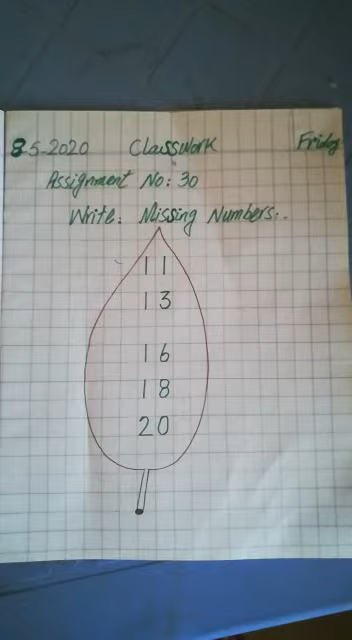 8-5-2020 Classwork Friday
Assignment No: 30
Write: Missing Numbers..
11
13
16
18
20